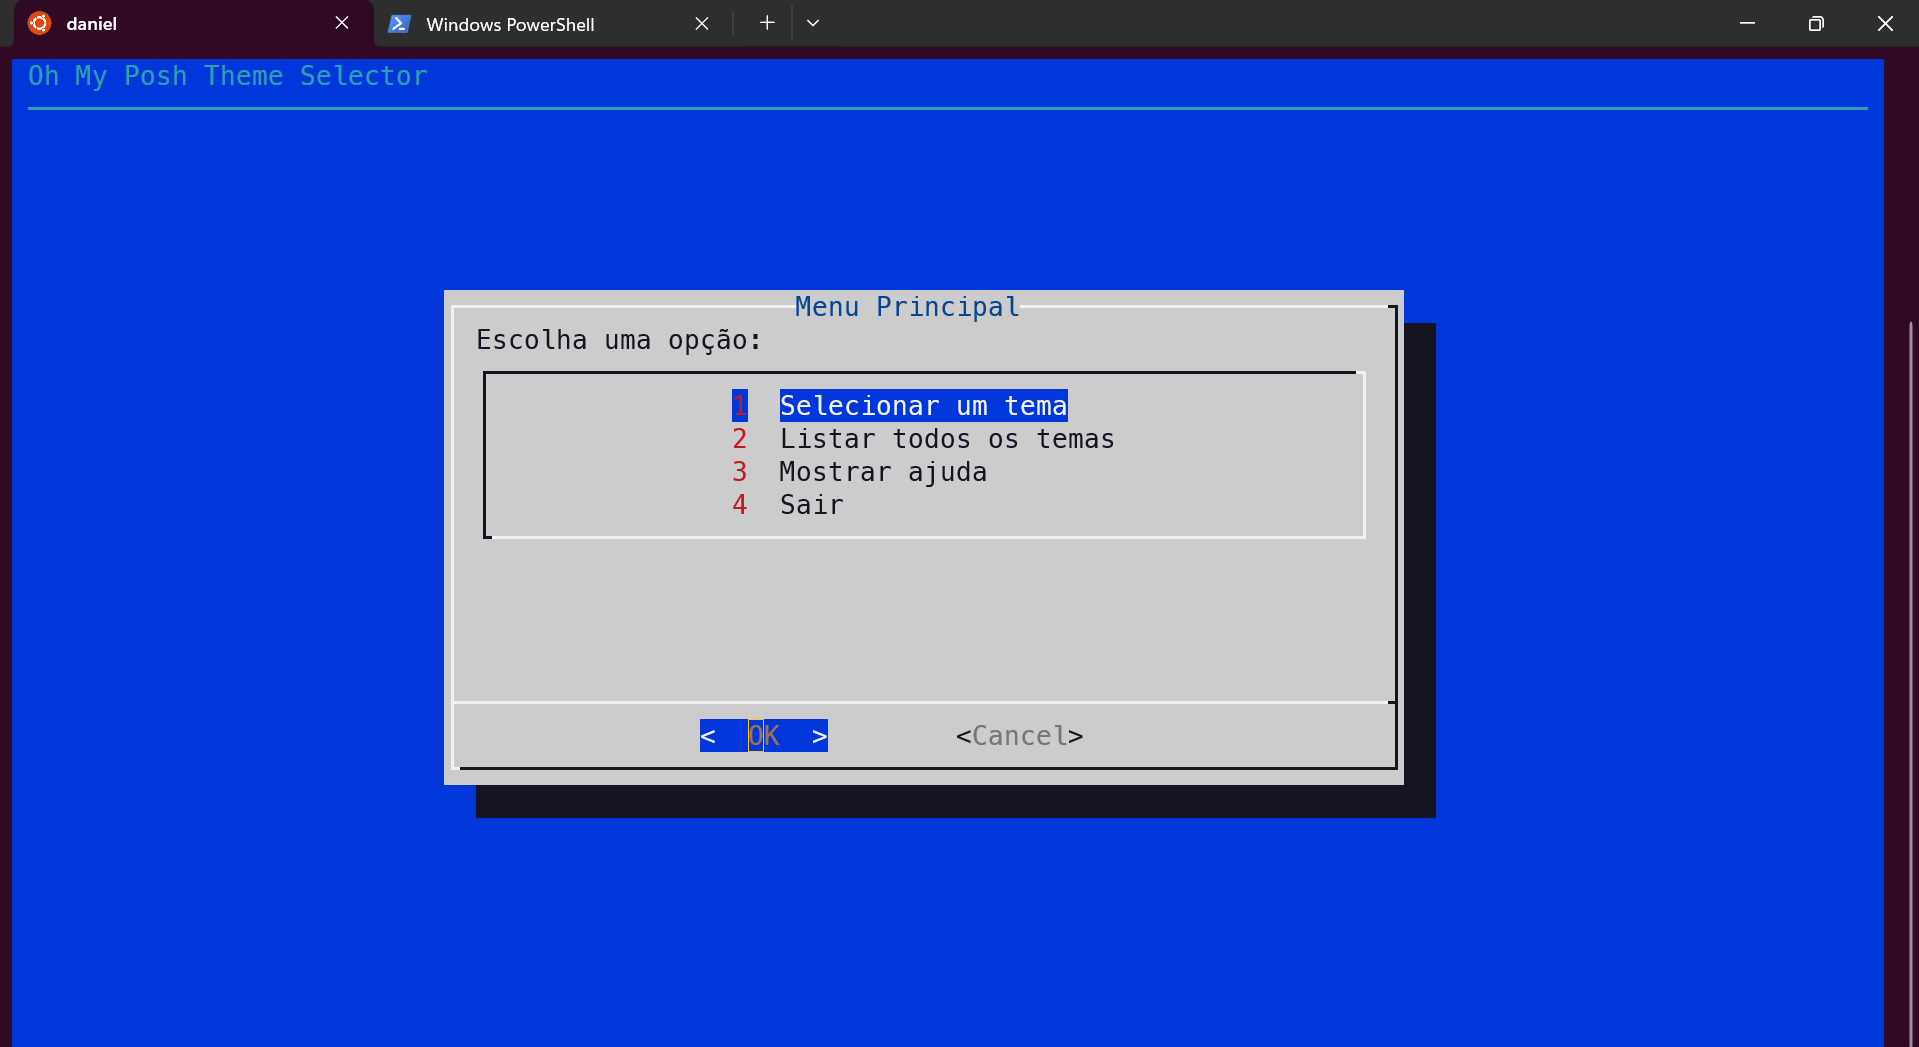 daniel
Windows PowerShell
Oh My Posh Theme Selector
Menu Principal
Escolha uma opção:
1 Selecionar um tema
2 Listar todos os temas
3 Mostrar ajuda
4 Sair
< OK > <Cancel>